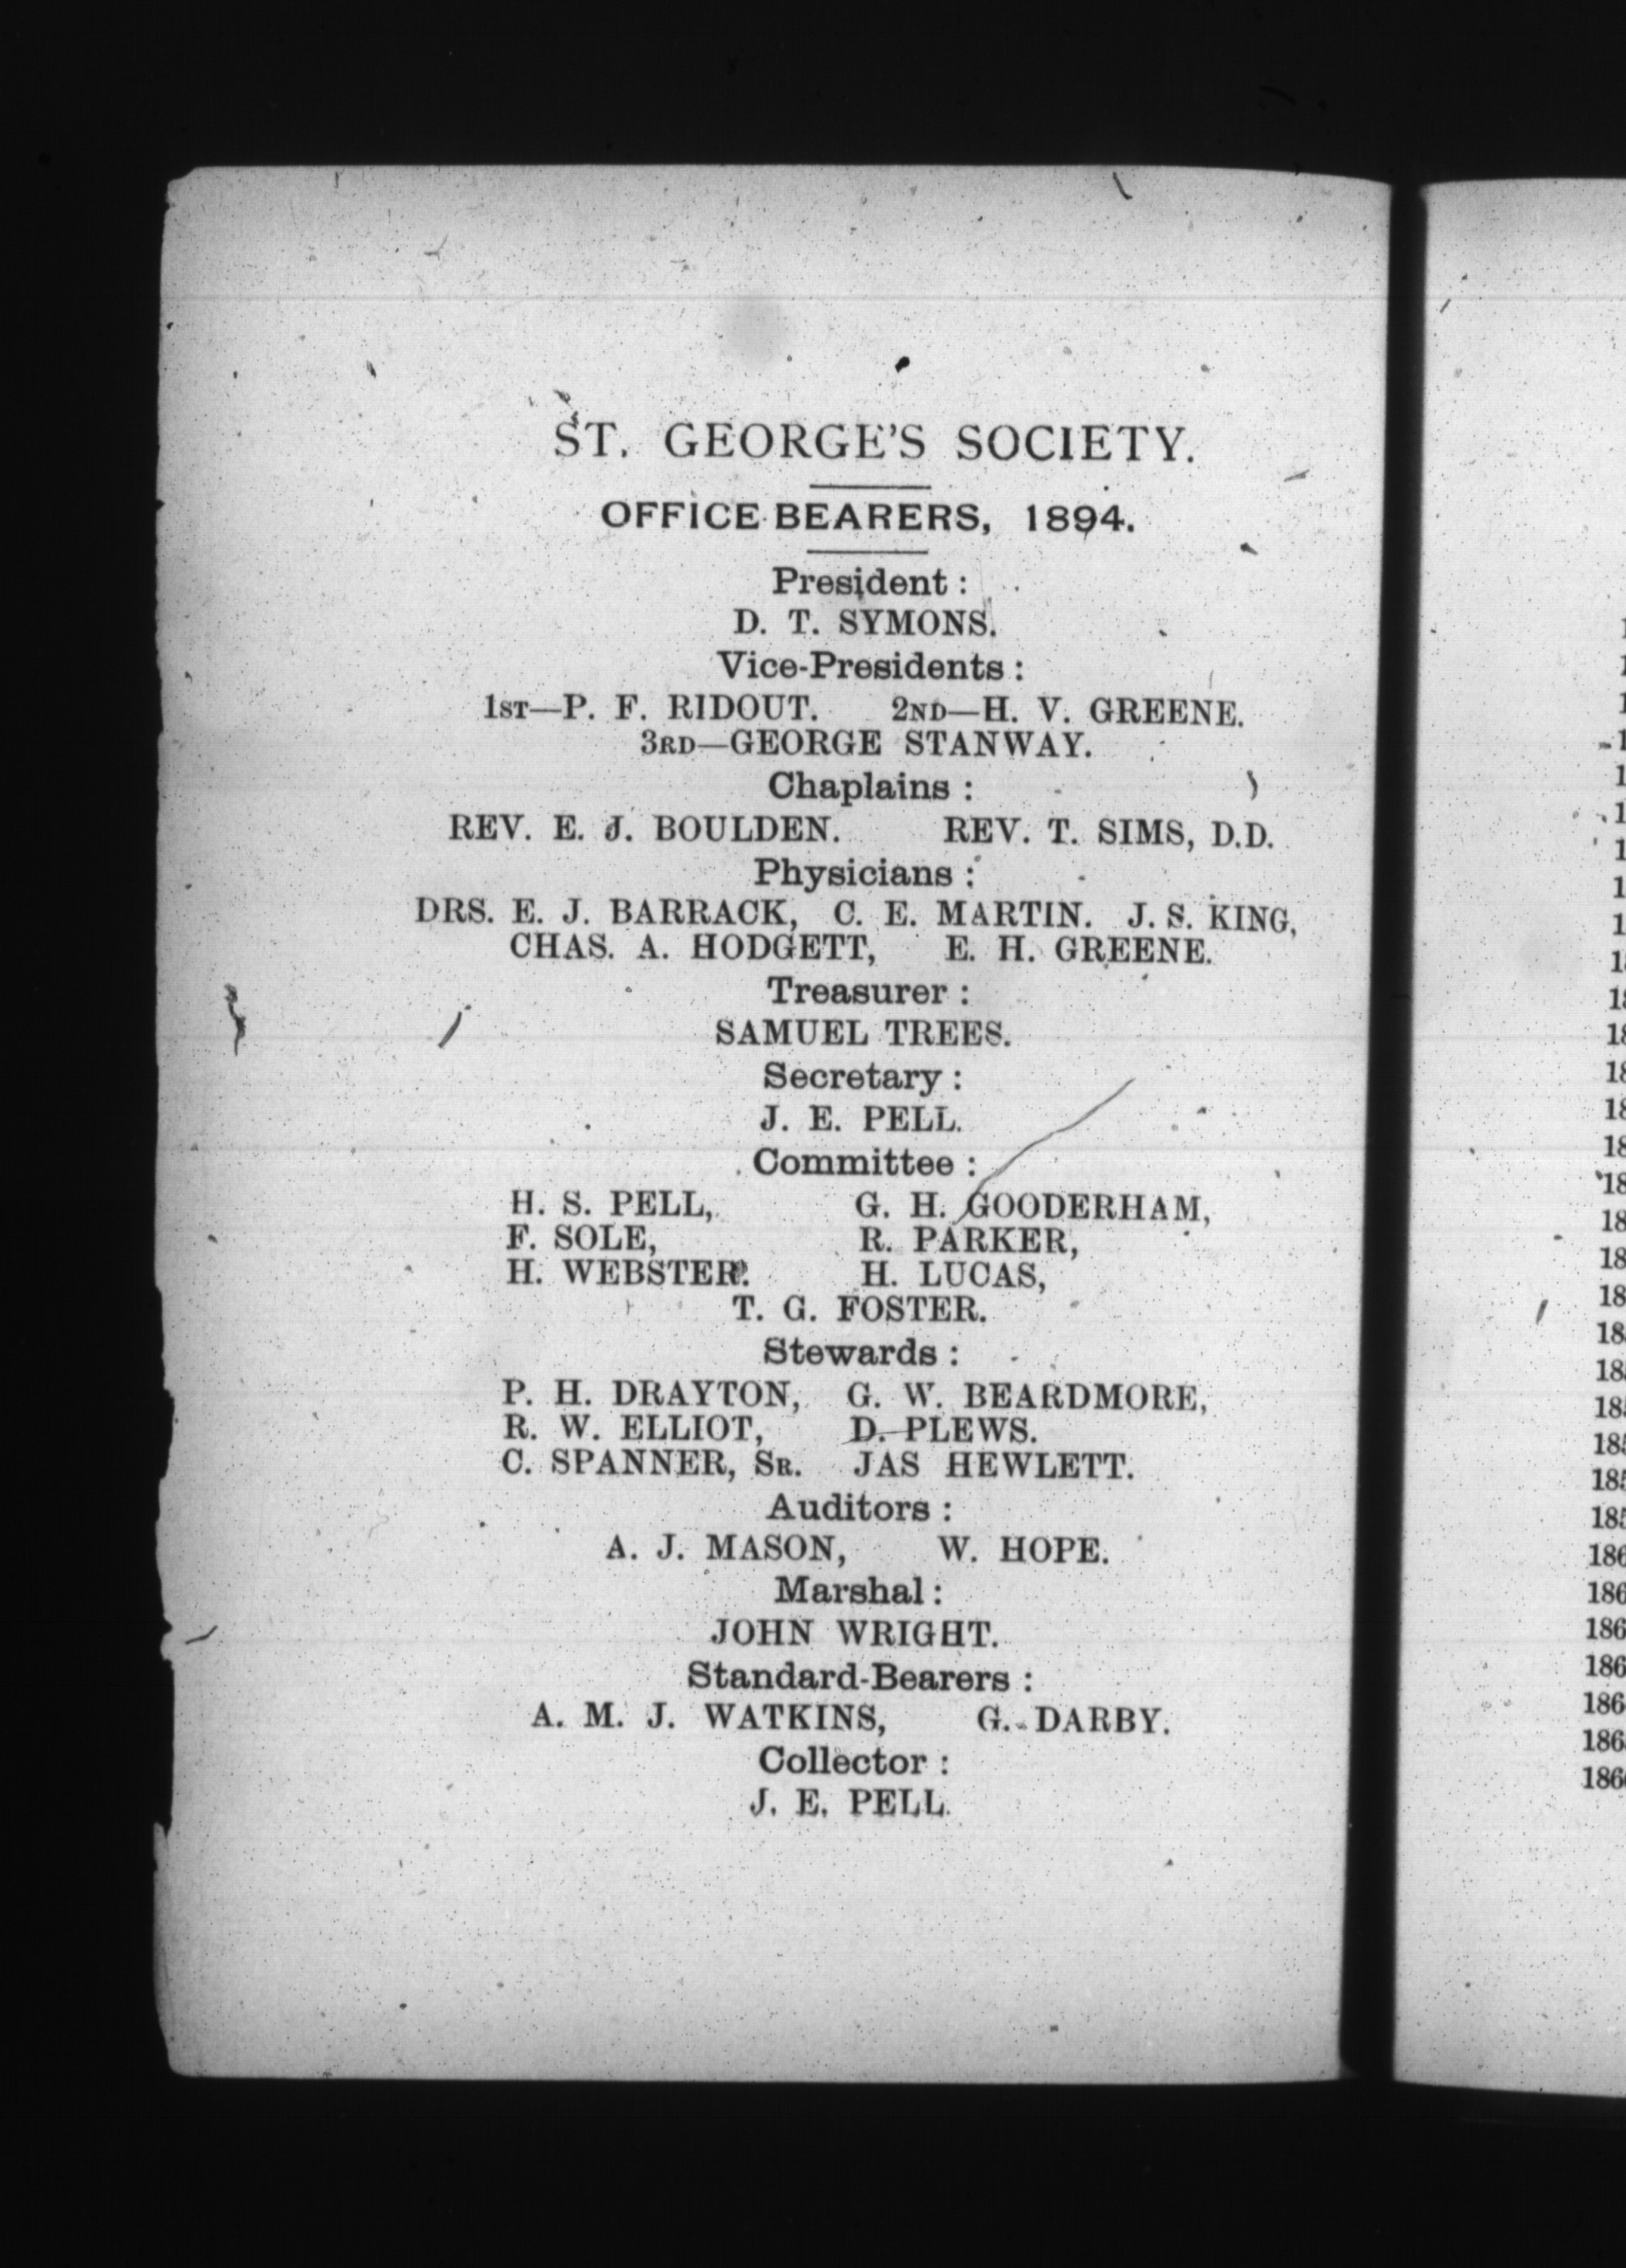 ST. GEORGE'S SOCIETY.
OFFICE BEARERS, 1894.
President :
D. T. SYMONS.
Vice-Presidents :
1ST—P. F. RIDOUT. 2ND—H. V. GREENE.
3RD—GEORGE STANWAY.
Chaplains :
REV. E. J. BOULDEN. REV. T. SIMS, D.D.
Physicians :
DRS. E. J. BARRACK, C. E. MARTIN. J. S. KING,
CHAS. A. HODGETT, E. H. GREENE.
Treasurer :
SAMUEL TREES.
Secretary :
J. E. PELL.
Committee :
H. S. PELL, G. H. GOODERHAM,
F. SOLE, R. PARKER,
H. WEBSTER. H. LUCAS,
T. G. FOSTER.
Stewards :
P. H. DRAYTON, G. W. BEARDMORE,
R. W. ELLIOT, D. PLEWS.
C. SPANNER, SR. JAS HEWLETT.
Auditors :
A. J. MASON, W. HOPE.
Marshal :
JOHN WRIGHT.
Standard-Bearers :
A. M. J. WATKINS, G. DARBY.
Collector :
J. E. PELL.